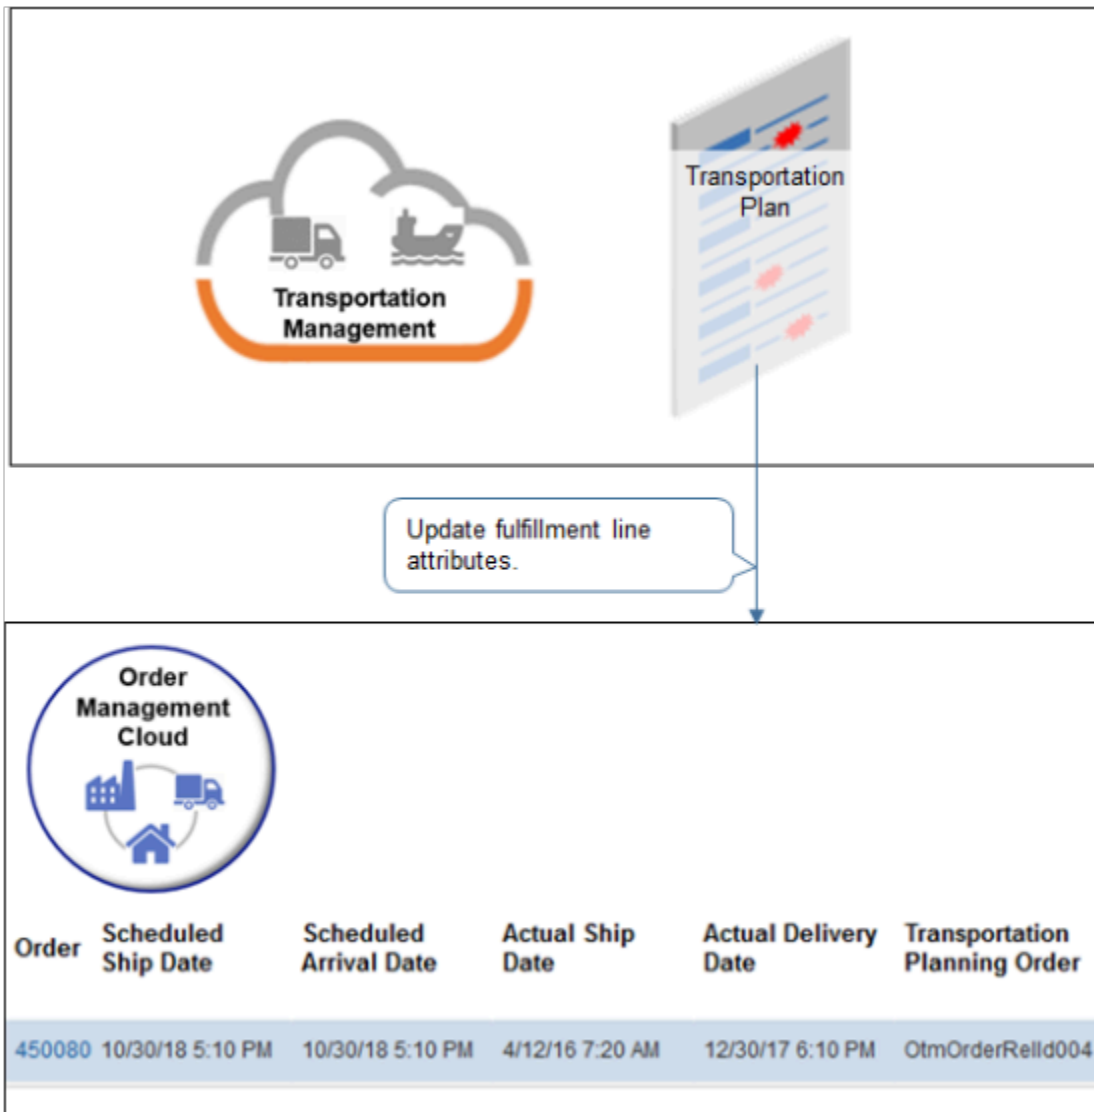 Transportation
Management
Transportation
Plan
Update fulfillment line
attributes.
Order
Management
Cloud
Order
Scheduled
Ship Date
Scheduled
Arrival Date
Actual Ship
Date
Actual Delivery
Date
Transportation
Planning Order
450080 10/30/18 5:10 PM 10/30/18 5:10 PM 4/12/16 7:20 AM 12/30/17 6:10 PM OtmOrderRelId004